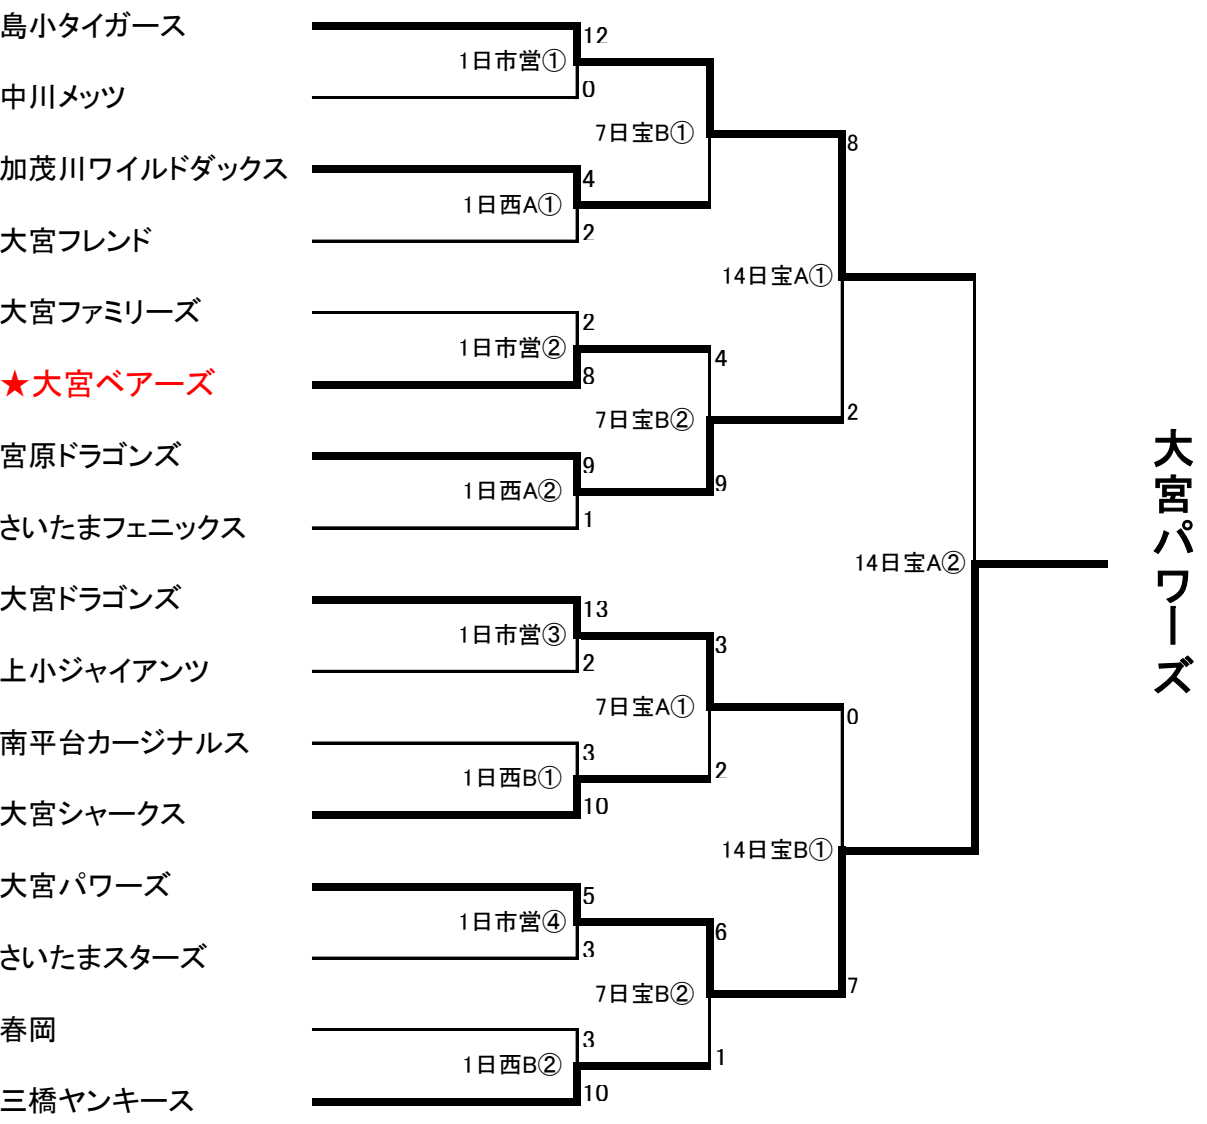 島小タイガース
12
1日市営①
0
中川メッツ
7日宝B①
8
加茂川ワイルドダックス
4
1日西A①
2
大宮フレンド
14日宝A①
大宮ファミリーズ
2
1日市営②
4
8
★大宮ベアーズ
7日宝B②
2
宮原ドラゴンズ
9
1日西A②
9
1
さいたまフェニックス
14日宝A②
大宮パワーズ
大宮ドラゴンズ
13
1日市営③
3
2
上小ジャイアンツ
7日宝A①
0
南平台カージナルス
3
1日西B①
2
10
大宮シャークス
14日宝B①
大宮パワーズ
5
1日市営④
6
3
さいたまスターズ
7日宝B②
7
春岡
3
1日西B②
1
10
三橋ヤンキース